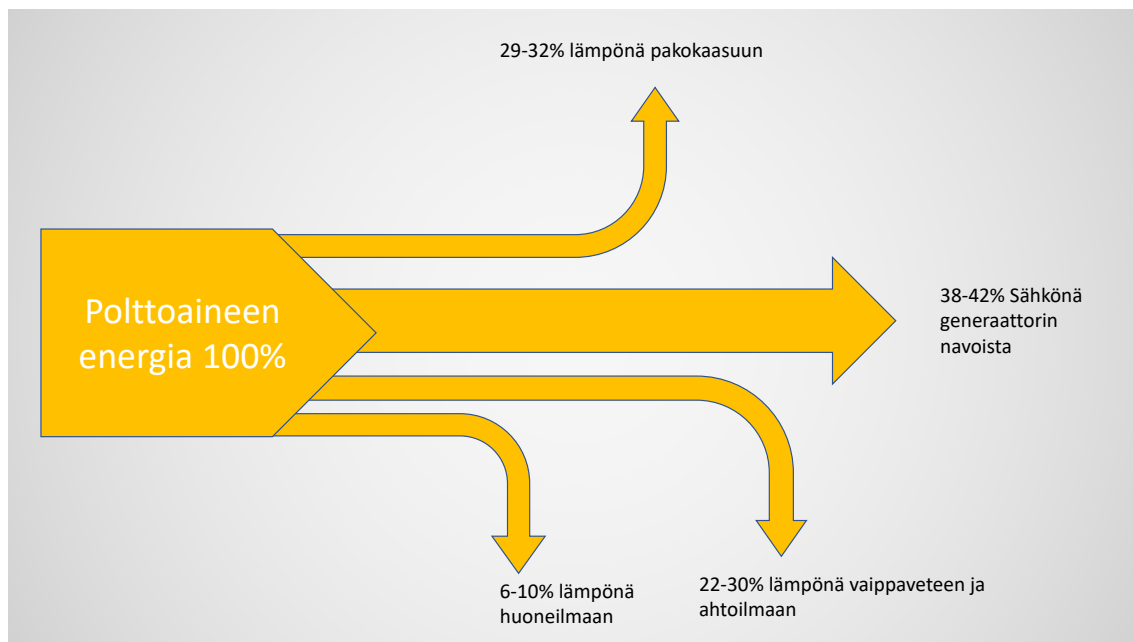 29-32% lämpönä pakokaasuun
Polttoaineen
energia 100%
38-42% Sähkönä
generaattorin
navoista
6-10% lämpönä
huoneilmaan
22-30% lämpönä vaippaveteen ja
ahtoilmaan